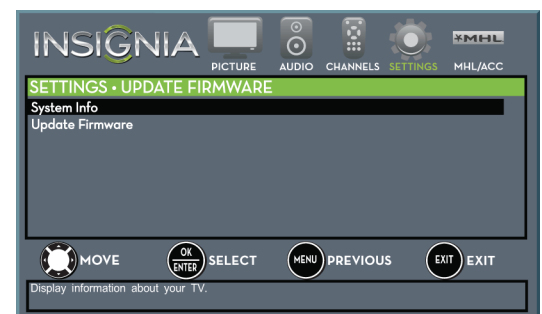 INSIGNIA
PICTURE AUDIO CHANNELS SETTINGS MHL/ACC
MHL
SETTINGS • UPDATE FIRMWARE
System Info
Update Firmware
MOVE OK ENTER SELECT MENU PREVIOUS EXIT EXIT
Display information about your TV.